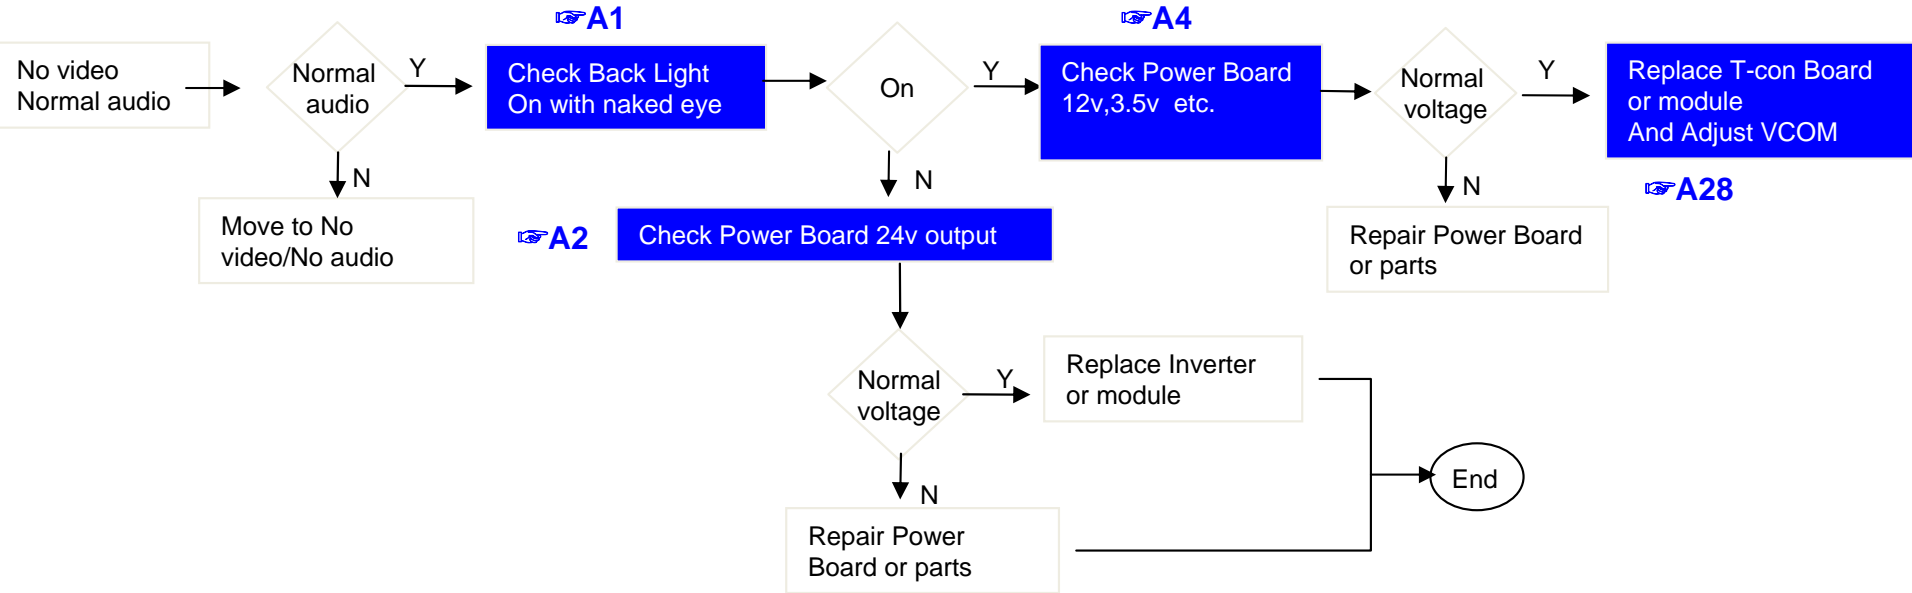 ☞A1
☞A4
No video
Normal audio
Normal
audio
Y
Check Back Light
On with naked eye
On
Y
Check Power Board
12v,3.5v etc.
Normal
voltage
Y
Replace T-con Board
or module
And Adjust VCOM
N
Move to No
video/No audio
N
☞A2
Check Power Board 24v output
N
Repair Power Board
or parts
☞A28
Normal
voltage
Y
Replace Inverter
or module
N
Repair Power
Board or parts
End